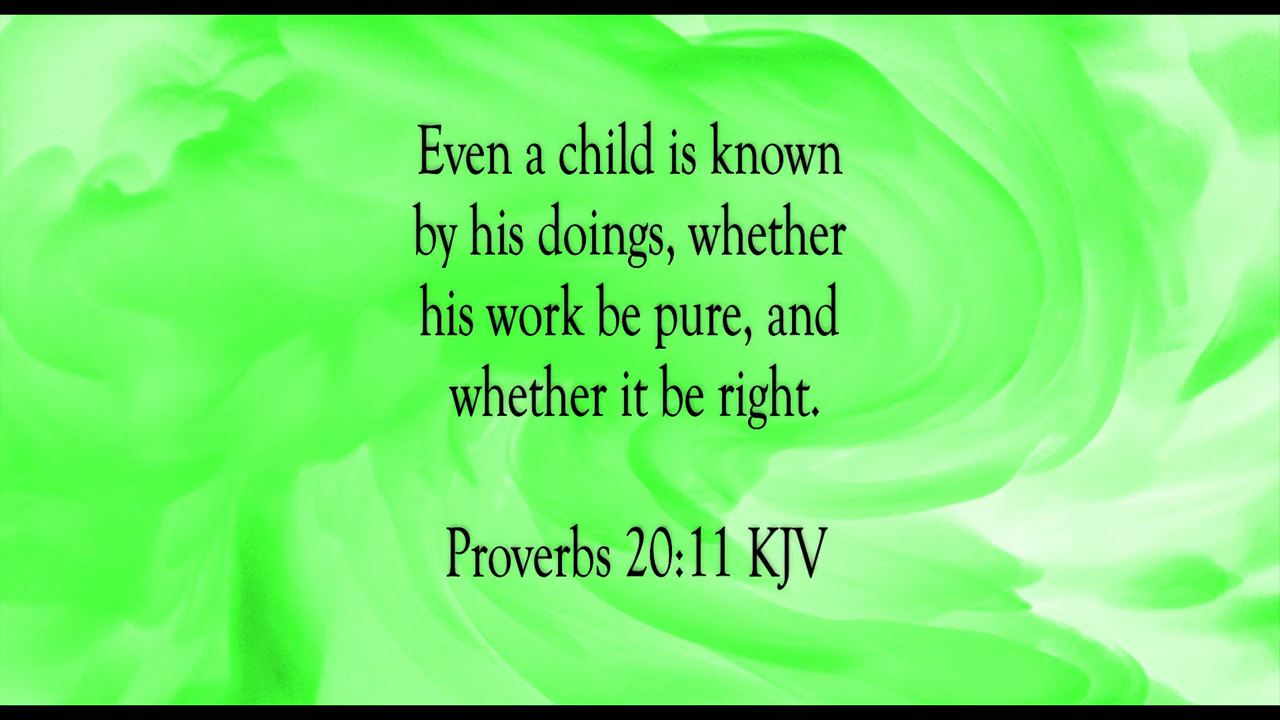 Even a child is known
by his doings, whether
his work be pure, and
whether it be right.
Proverbs 20:11 KJV